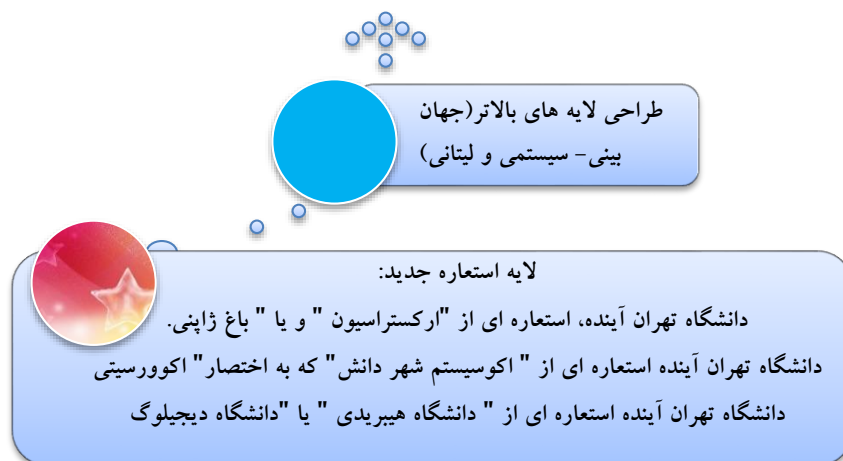 طراحی لایه های بالاتر(جهان
بینی- سیستمی و لیتانی)
لایه استعاره جدید:
دانشگاه تهران آینده، استعاره ای از "ارکستراسیون " و یا " باغ ژاپنی.
دانشگاه تهران آینده استعاره ای از " اکوسیستم شهر دانش" که به اختصار" اکوورسیتی
دانشگاه تهران آینده استعاره ای از " دانشگاه هیبریدی " یا "دانشگاه دیجیلوگ